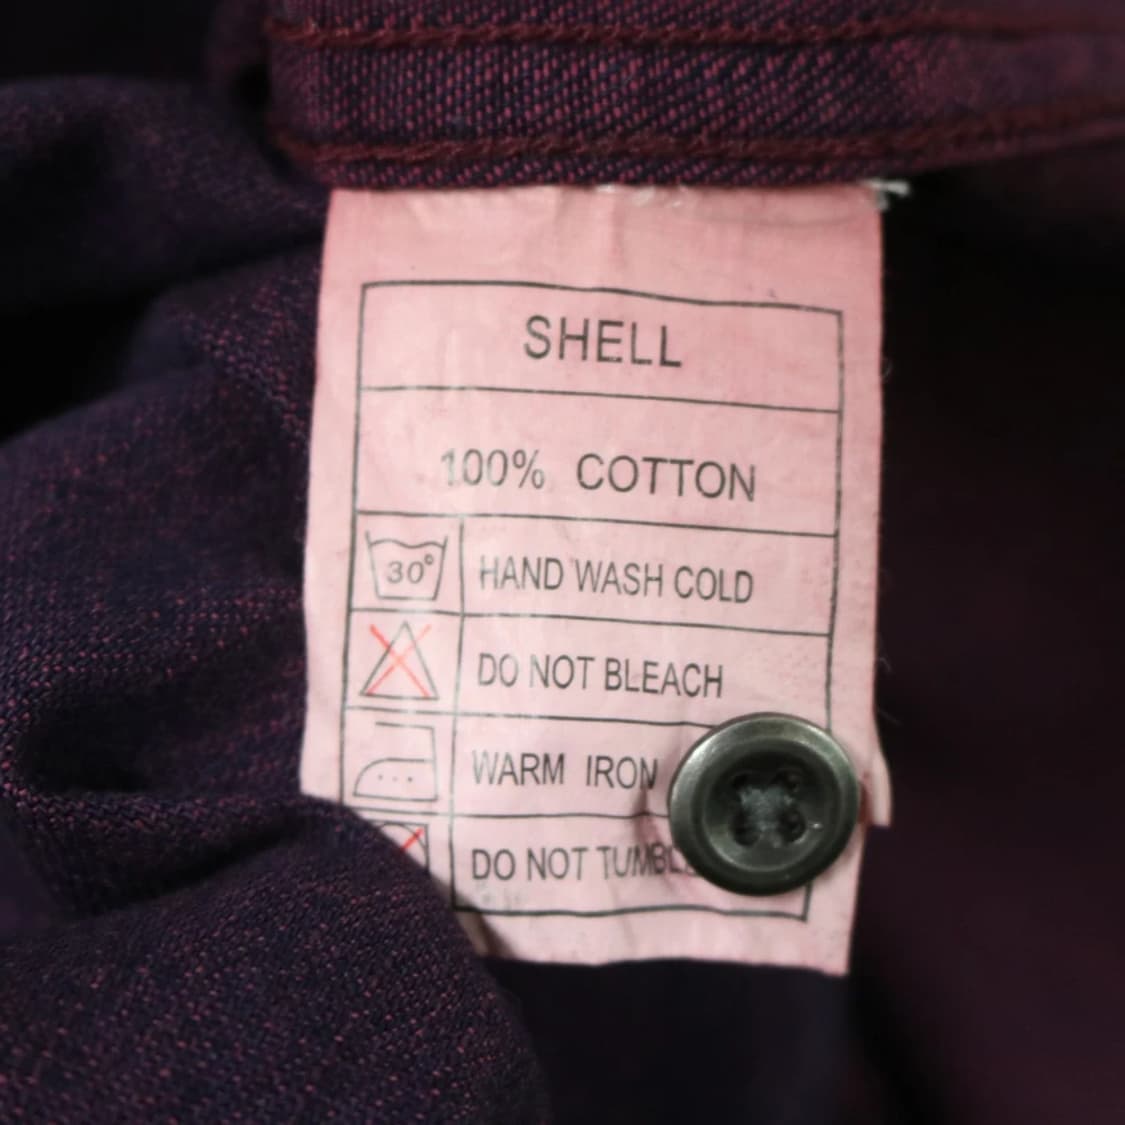 SHELL
100% COTTON
30° HAND WASH COLD
DO NOT BLEACH
WARM IRON
DO NOT